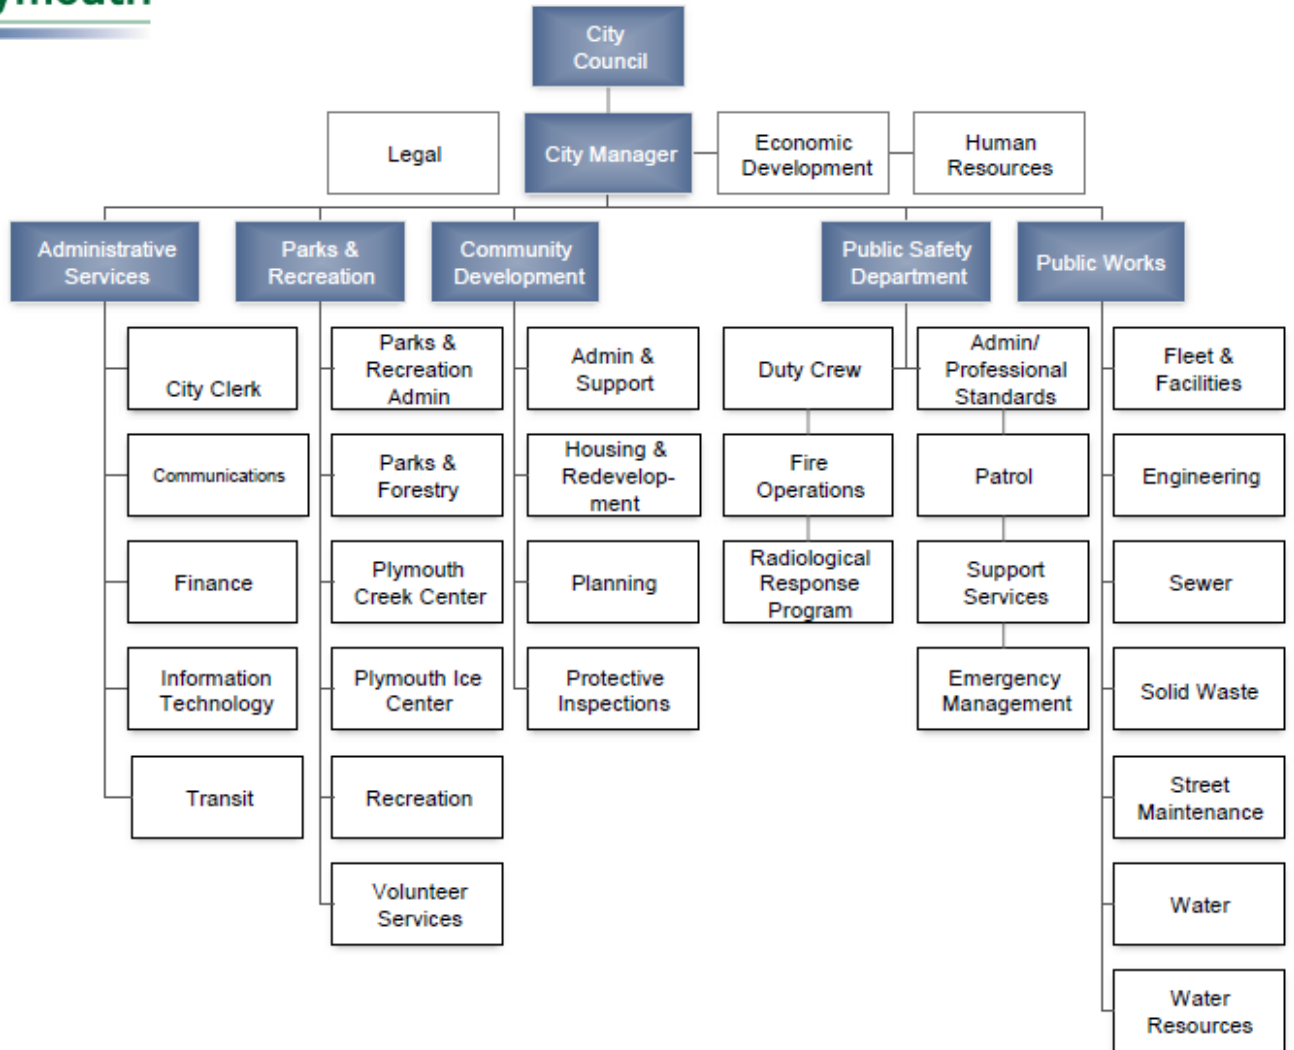 City
Council
Legal
City Manager
Economic
Development
Human
Resources
Administrative
Services
Parks &
Recreation
Community
Development
Public Safety
Department
Public Works
City Clerk
Communications
Finance
Information
Technology
Transit
Parks &
Recreation
Admin
Parks &
Forestry
Plymouth
Creek Center
Plymouth Ice
Center
Recreation
Volunteer
Services
Admin &
Support
Housing &
Redevelop-
ment
Planning
Protective
Inspections
Duty Crew
Fire
Operations
Radiological
Response
Program
Admin/
Professional
Standards
Patrol
Support
Services
Emergency
Management
Fleet &
Facilities
Engineering
Sewer
Solid Waste
Street
Maintenance
Water
Water
Resources